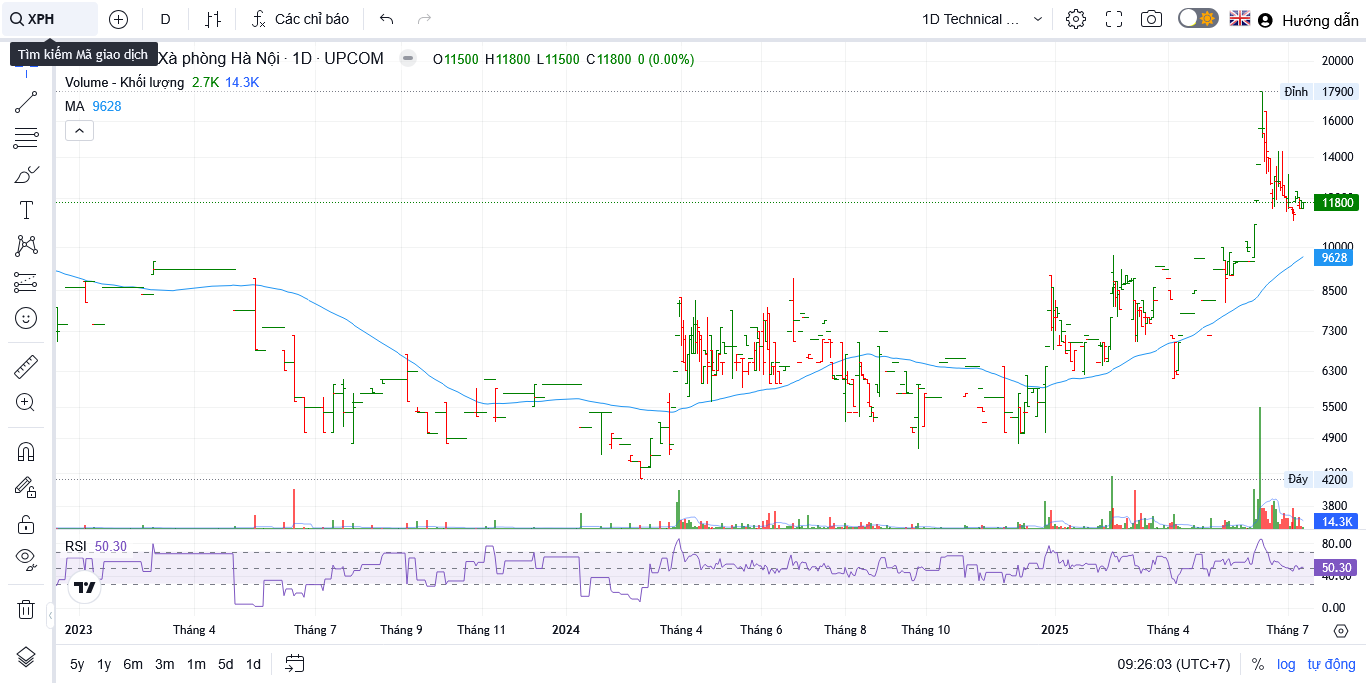 XPH
D
Các chỉ báo
1D Technical ...
Hướng dẫn
Tìm kiếm Mã giao dịch
Xà phòng Hà Nội · 1D · UPCOM
O11500 H11800 L11500 C11800 0 (0.00%)
Volume - Khối lượng 2.7K 14.3K
MA 9628
20000
Đỉnh 17900
16000
14000
11800
10000
9628
8500
7300
6300
5500
4900
Đáy 4200
3800
14.3K
RSI 50.30
80.00
50.30
40.00
0.00
2023 Tháng 4 Tháng 7 Tháng 9 Tháng 11 2024 Tháng 4 Tháng 6 Tháng 8 Tháng 10 2025 Tháng 4 Tháng 7
5y 1y 6m 3m 1m 5d 1d
09:26:03 (UTC+7) % log tự động